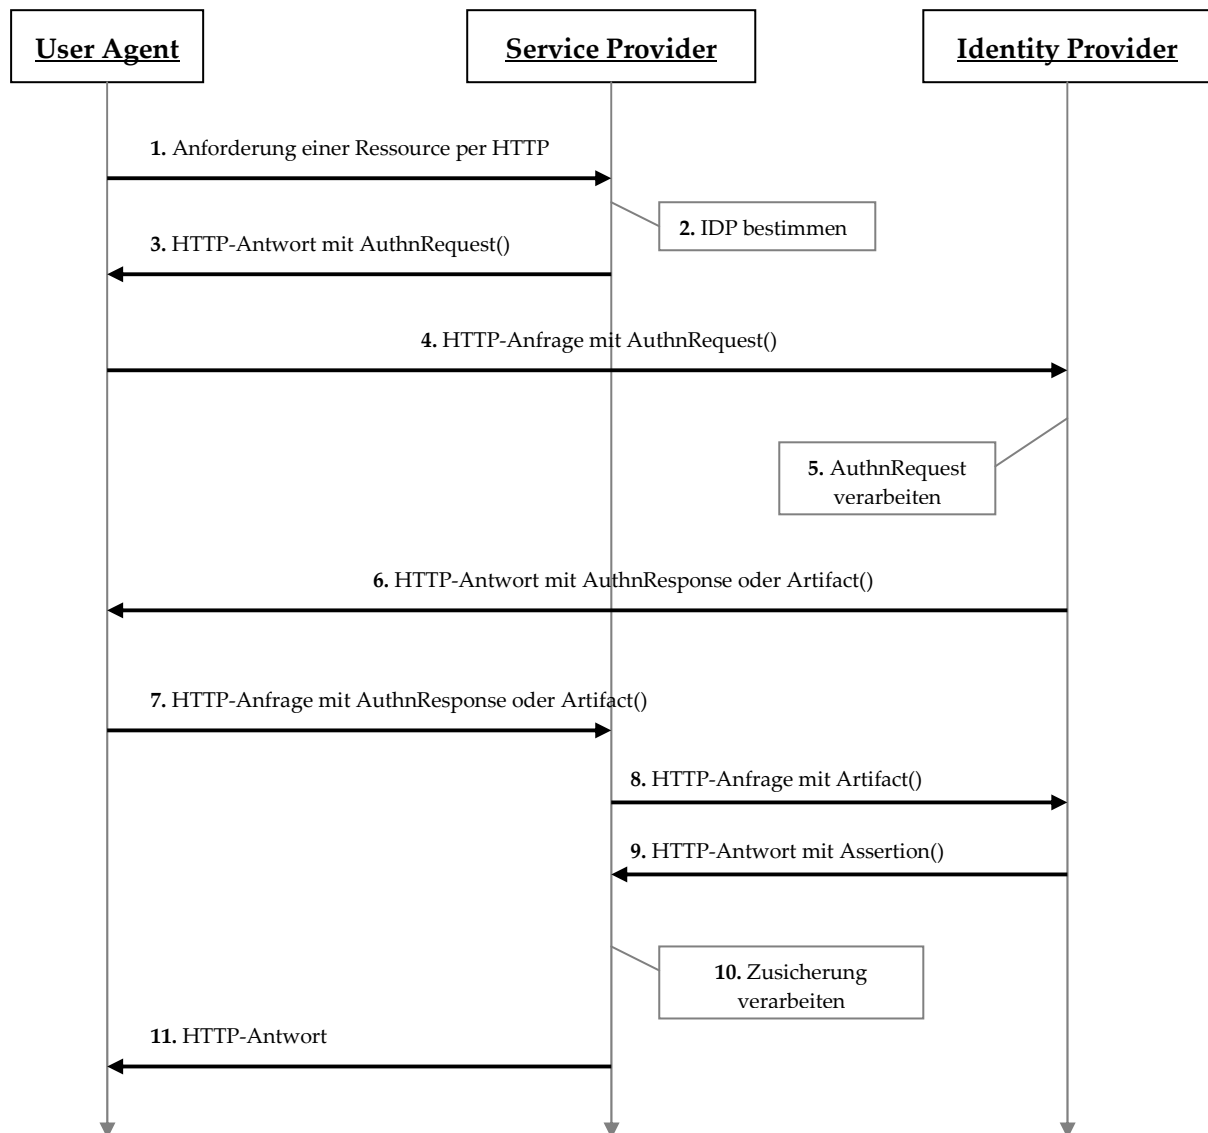 User Agent
Service Provider
Identity Provider
1. Anforderung einer Ressource per HTTP
2. IDP bestimmen
3. HTTP-Antwort mit AuthnRequest()
4. HTTP-Anfrage mit AuthnRequest()
5. AuthnRequest
verarbeiten
6. HTTP-Antwort mit AuthnResponse oder Artifact()
7. HTTP-Anfrage mit AuthnResponse oder Artifact()
8. HTTP-Anfrage mit Artifact()
9. HTTP-Antwort mit Assertion()
10. Zusicherung
verarbeiten
11. HTTP-Antwort